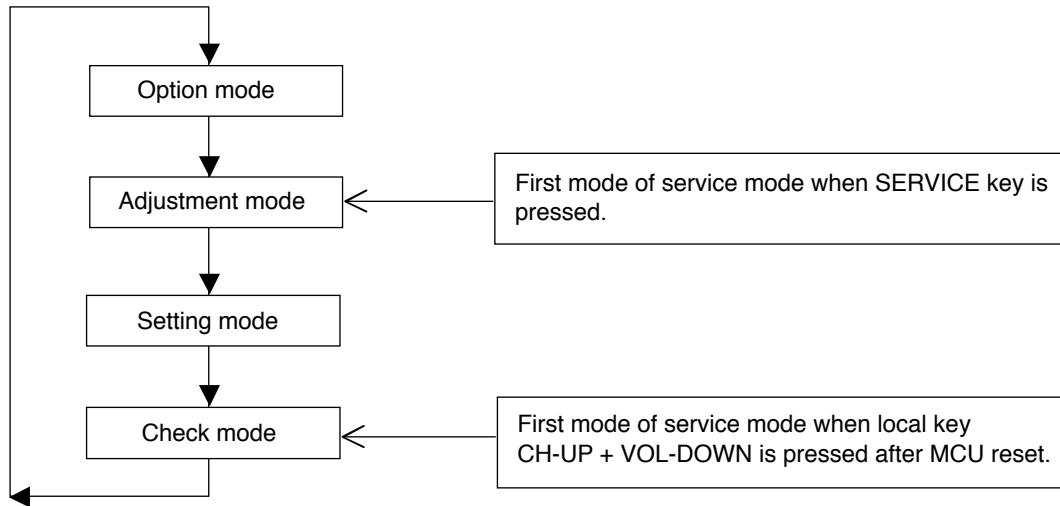 Option mode
Adjustment mode
First mode of service mode when SERVICE key is
pressed.
Setting mode
Check mode
First mode of service mode when local key
CH-UP + VOL-DOWN is pressed after MCU reset.